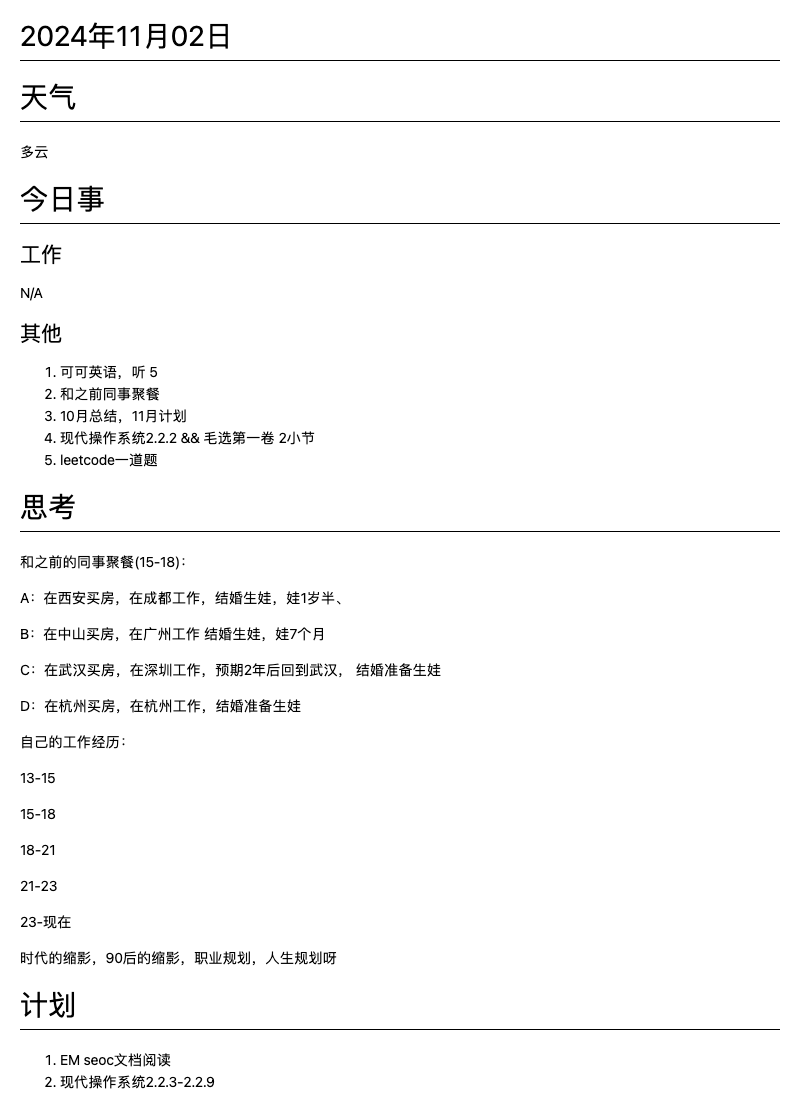 2024年11月02日
天气
多云
今日事
工作
N/A
其他
1. 可可英语，听 5
2. 和之前同事聚餐
3. 10月总结，11月计划
4. 现代操作系统2.2.2 && 毛选第一卷 2小节
5. leetcode一道题
思考
和之前的同事聚餐(15-18)：
A：在西安买房，在成都工作，结婚生娃，娃1岁半、
B：在中山买房，在广州工作 结婚生娃，娃7个月
C：在武汉买房，在深圳工作，预期2年后回到武汉， 结婚准备生娃
D：在杭州买房，在杭州工作，结婚准备生娃
自己的工作经历：
13-15
15-18
18-21
21-23
23-现在
时代的缩影，90后的缩影，职业规划，人生规划呀
计划
1. EM seoc文档阅读
2. 现代操作系统2.2.3-2.2.9